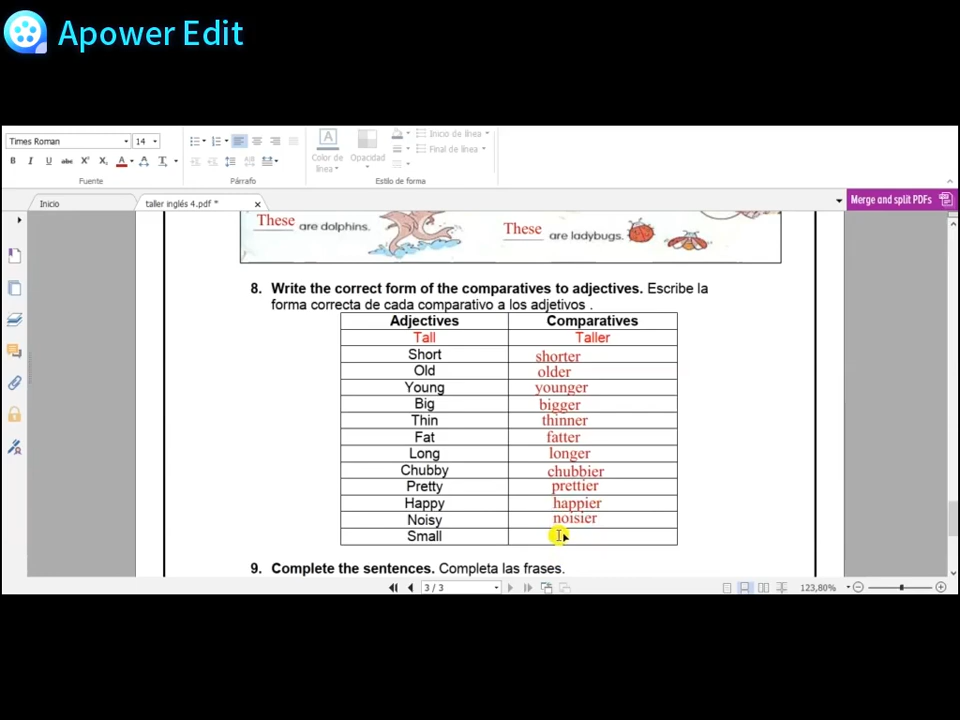 Apower Edit
Times Roman 14
Inicio de línea
Final de línea
Color de línea
Opacidad
Fuente
Párrafo
Estilo de forma
Inicio
taller inglés 4.pdf *
Merge and split PDFs
These are dolphins.
These are ladybugs.
8. Write the correct form of the comparatives to adjectives. Escribe la
forma correcta de cada comparativo a los adjetivos .
Adjectives Comparatives
Tall Taller
Short shorter
Old older
Young younger
Big bigger
Thin thinner
Fat fatter
Long longer
Chubby chubbier
Pretty prettier
Happy happier
Noisy noisier
Small
9. Complete the sentences. Completa las frases.
3 / 3
123,80%